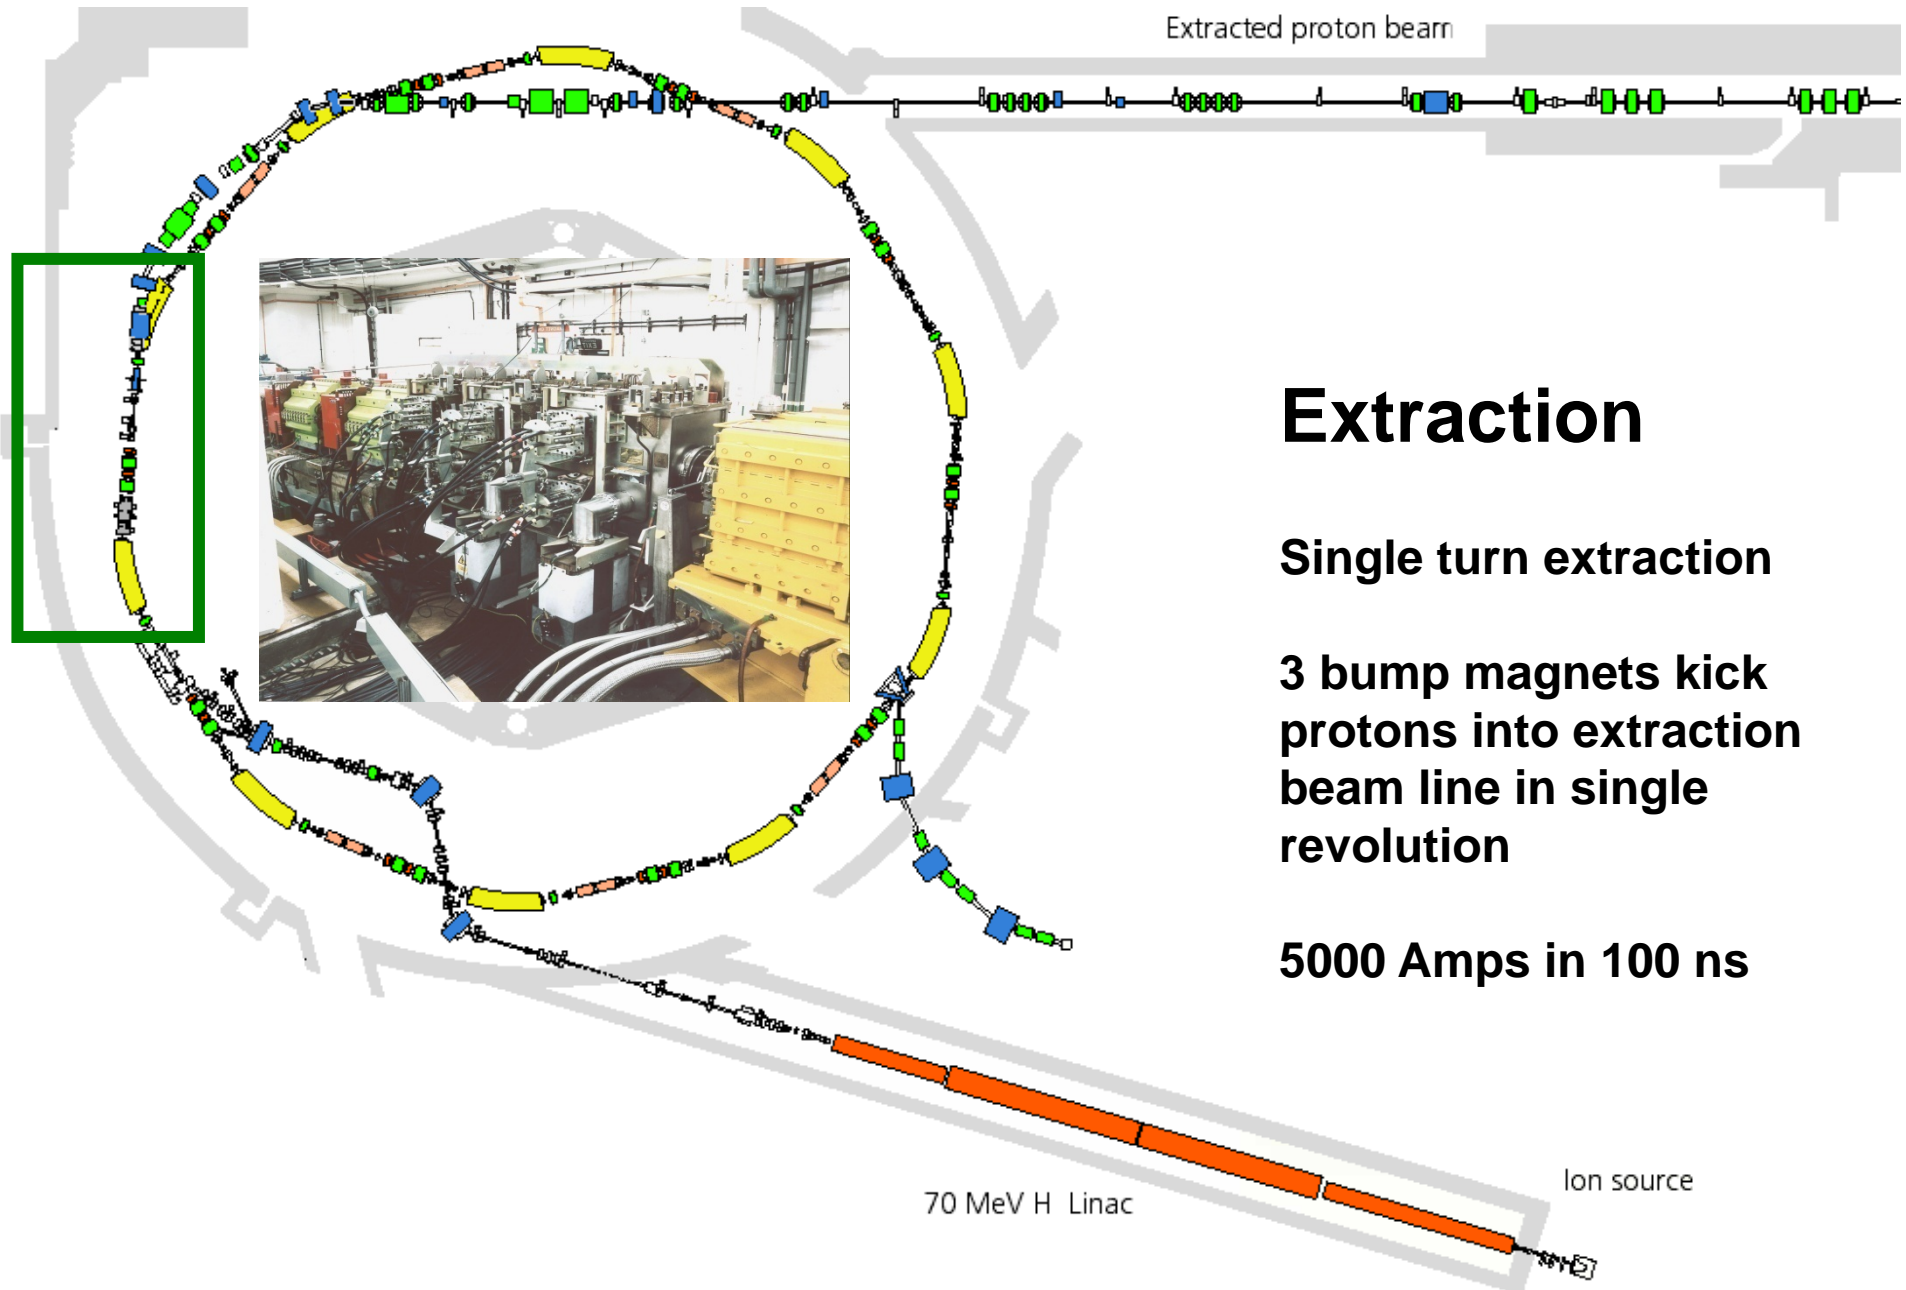 Extracted proton beam
Extraction
Single turn extraction
3 bump magnets kick
protons into extraction
beam line in single
revolution
5000 Amps in 100 ns
Ion source
70 MeV H Linac